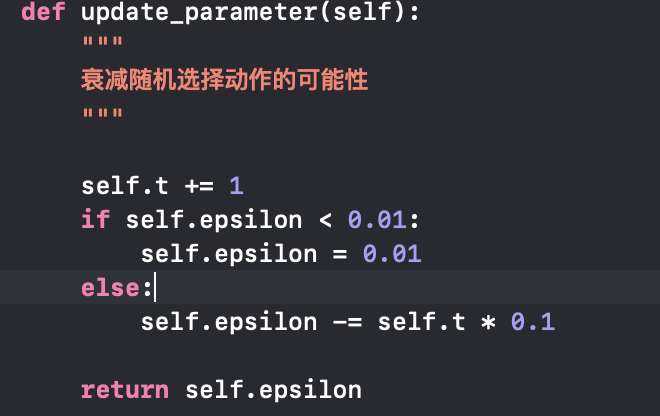 def update_parameter(self):
    """
    衰减随机选择动作的可能性
    """
    self.t += 1
    if self.epsilon < 0.01:
        self.epsilon = 0.01
    else:
        self.epsilon -= self.t * 0.1
    return self.epsilon